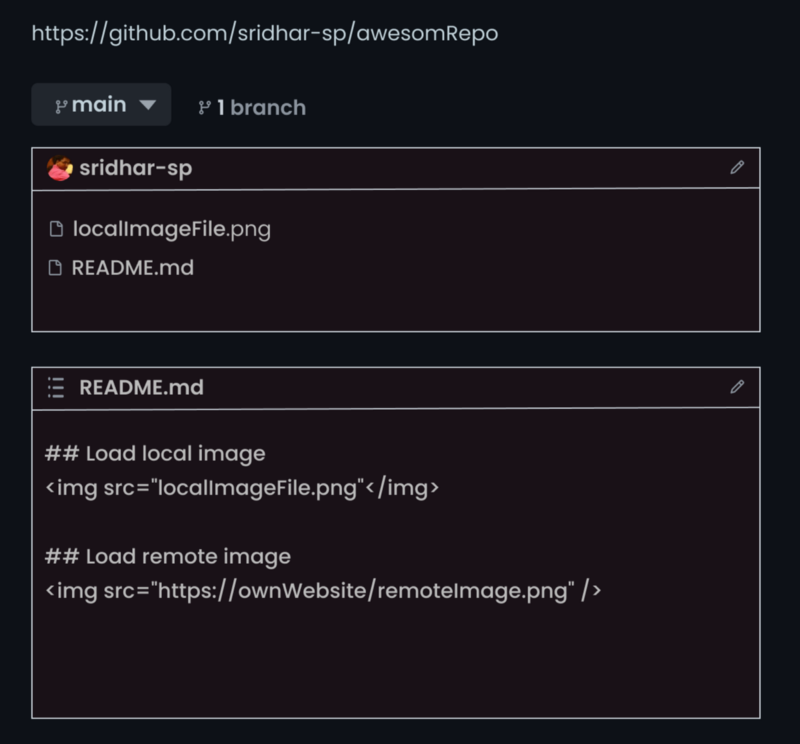 https://github.com/sridhar-sp/awesomRepo
main
1 branch
sridhar-sp
localImageFile.png
README.md
README.md
## Load local image
<img src="localImageFile.png"</img>
## Load remote image
<img src="https://ownWebsite/remoteImage.png" />